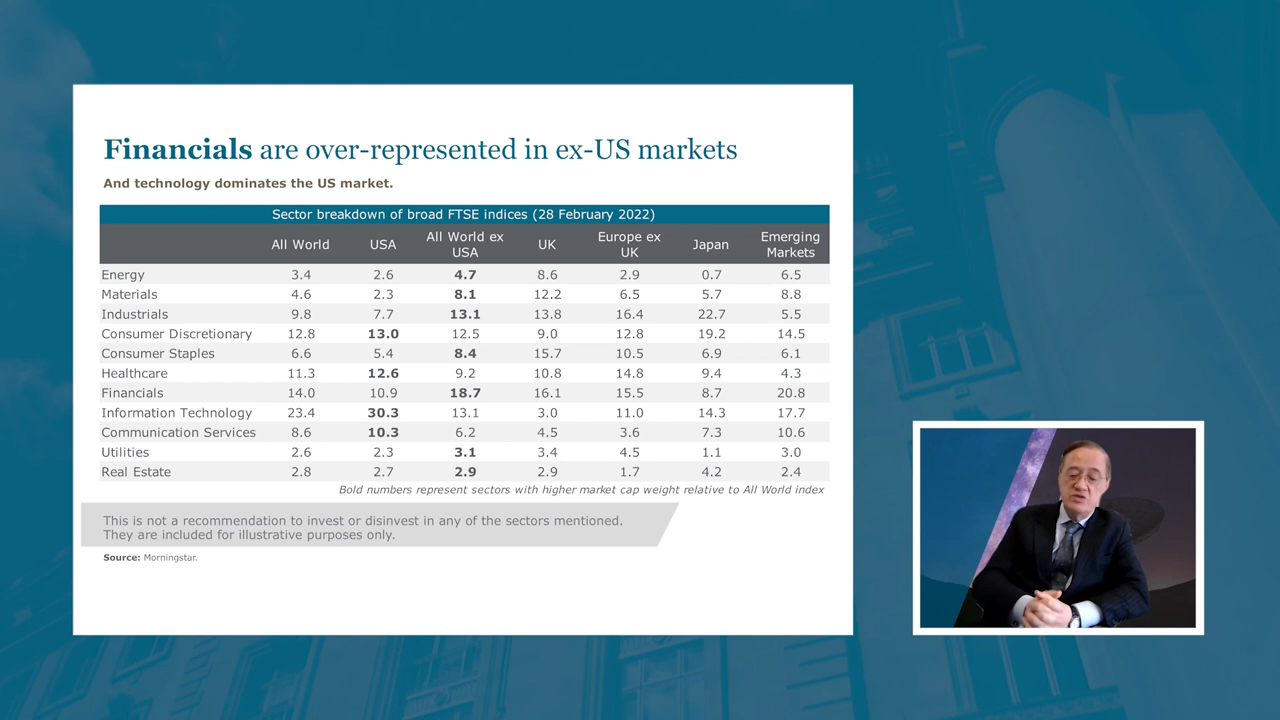 Financials are over-represented in ex-US markets
And technology dominates the US market.
Sector breakdown of broad FTSE indices (28 February 2022)
All World USA All World ex USA UK Europe ex UK Japan Emerging Markets
Energy 3.4 2.6 4.7 8.6 2.9 0.7 6.5
Materials 4.6 2.3 8.1 12.2 6.5 5.7 8.8
Industrials 9.8 7.7 13.1 13.8 16.4 22.7 5.5
Consumer Discretionary 12.8 13.0 12.5 9.0 12.8 19.2 14.5
Consumer Staples 6.6 5.4 8.4 15.7 10.5 6.9 6.1
Healthcare 11.3 12.6 9.2 10.8 14.8 9.4 4.3
Financials 14.0 10.9 18.7 16.1 15.5 8.7 20.8
Information Technology 23.4 30.3 13.1 3.0 11.0 14.3 17.7
Communication Services 8.6 10.3 6.2 4.5 3.6 7.3 10.6
Utilities 2.6 2.3 3.1 3.4 4.5 1.1 3.0
Real Estate 2.8 2.7 2.9 2.9 1.7 4.2 2.4
Bold numbers represent sectors with higher market cap weight relative to All World index
This is not a recommendation to invest or disinvest in any of the sectors mentioned.
They are included for illustrative purposes only.
Source: Morningstar.